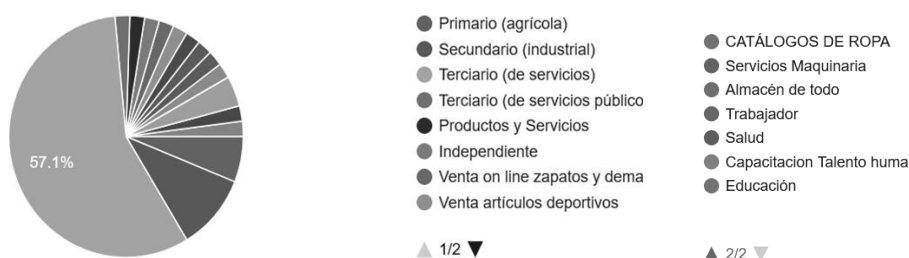 57.1%
Primario (agrícola)
Secundario (industrial)
Terciario (de servicios)
Terciario (de servicios público
Productos y Servicios
Independiente
Venta on line zapatos y dema
Venta artículos deportivos
1/2
CATÁLOGOS DE ROPA
Servicios Maquinaria
Almacén de todo
Trabajador
Salud
Capacitacion Talento huma
Educación
2/2